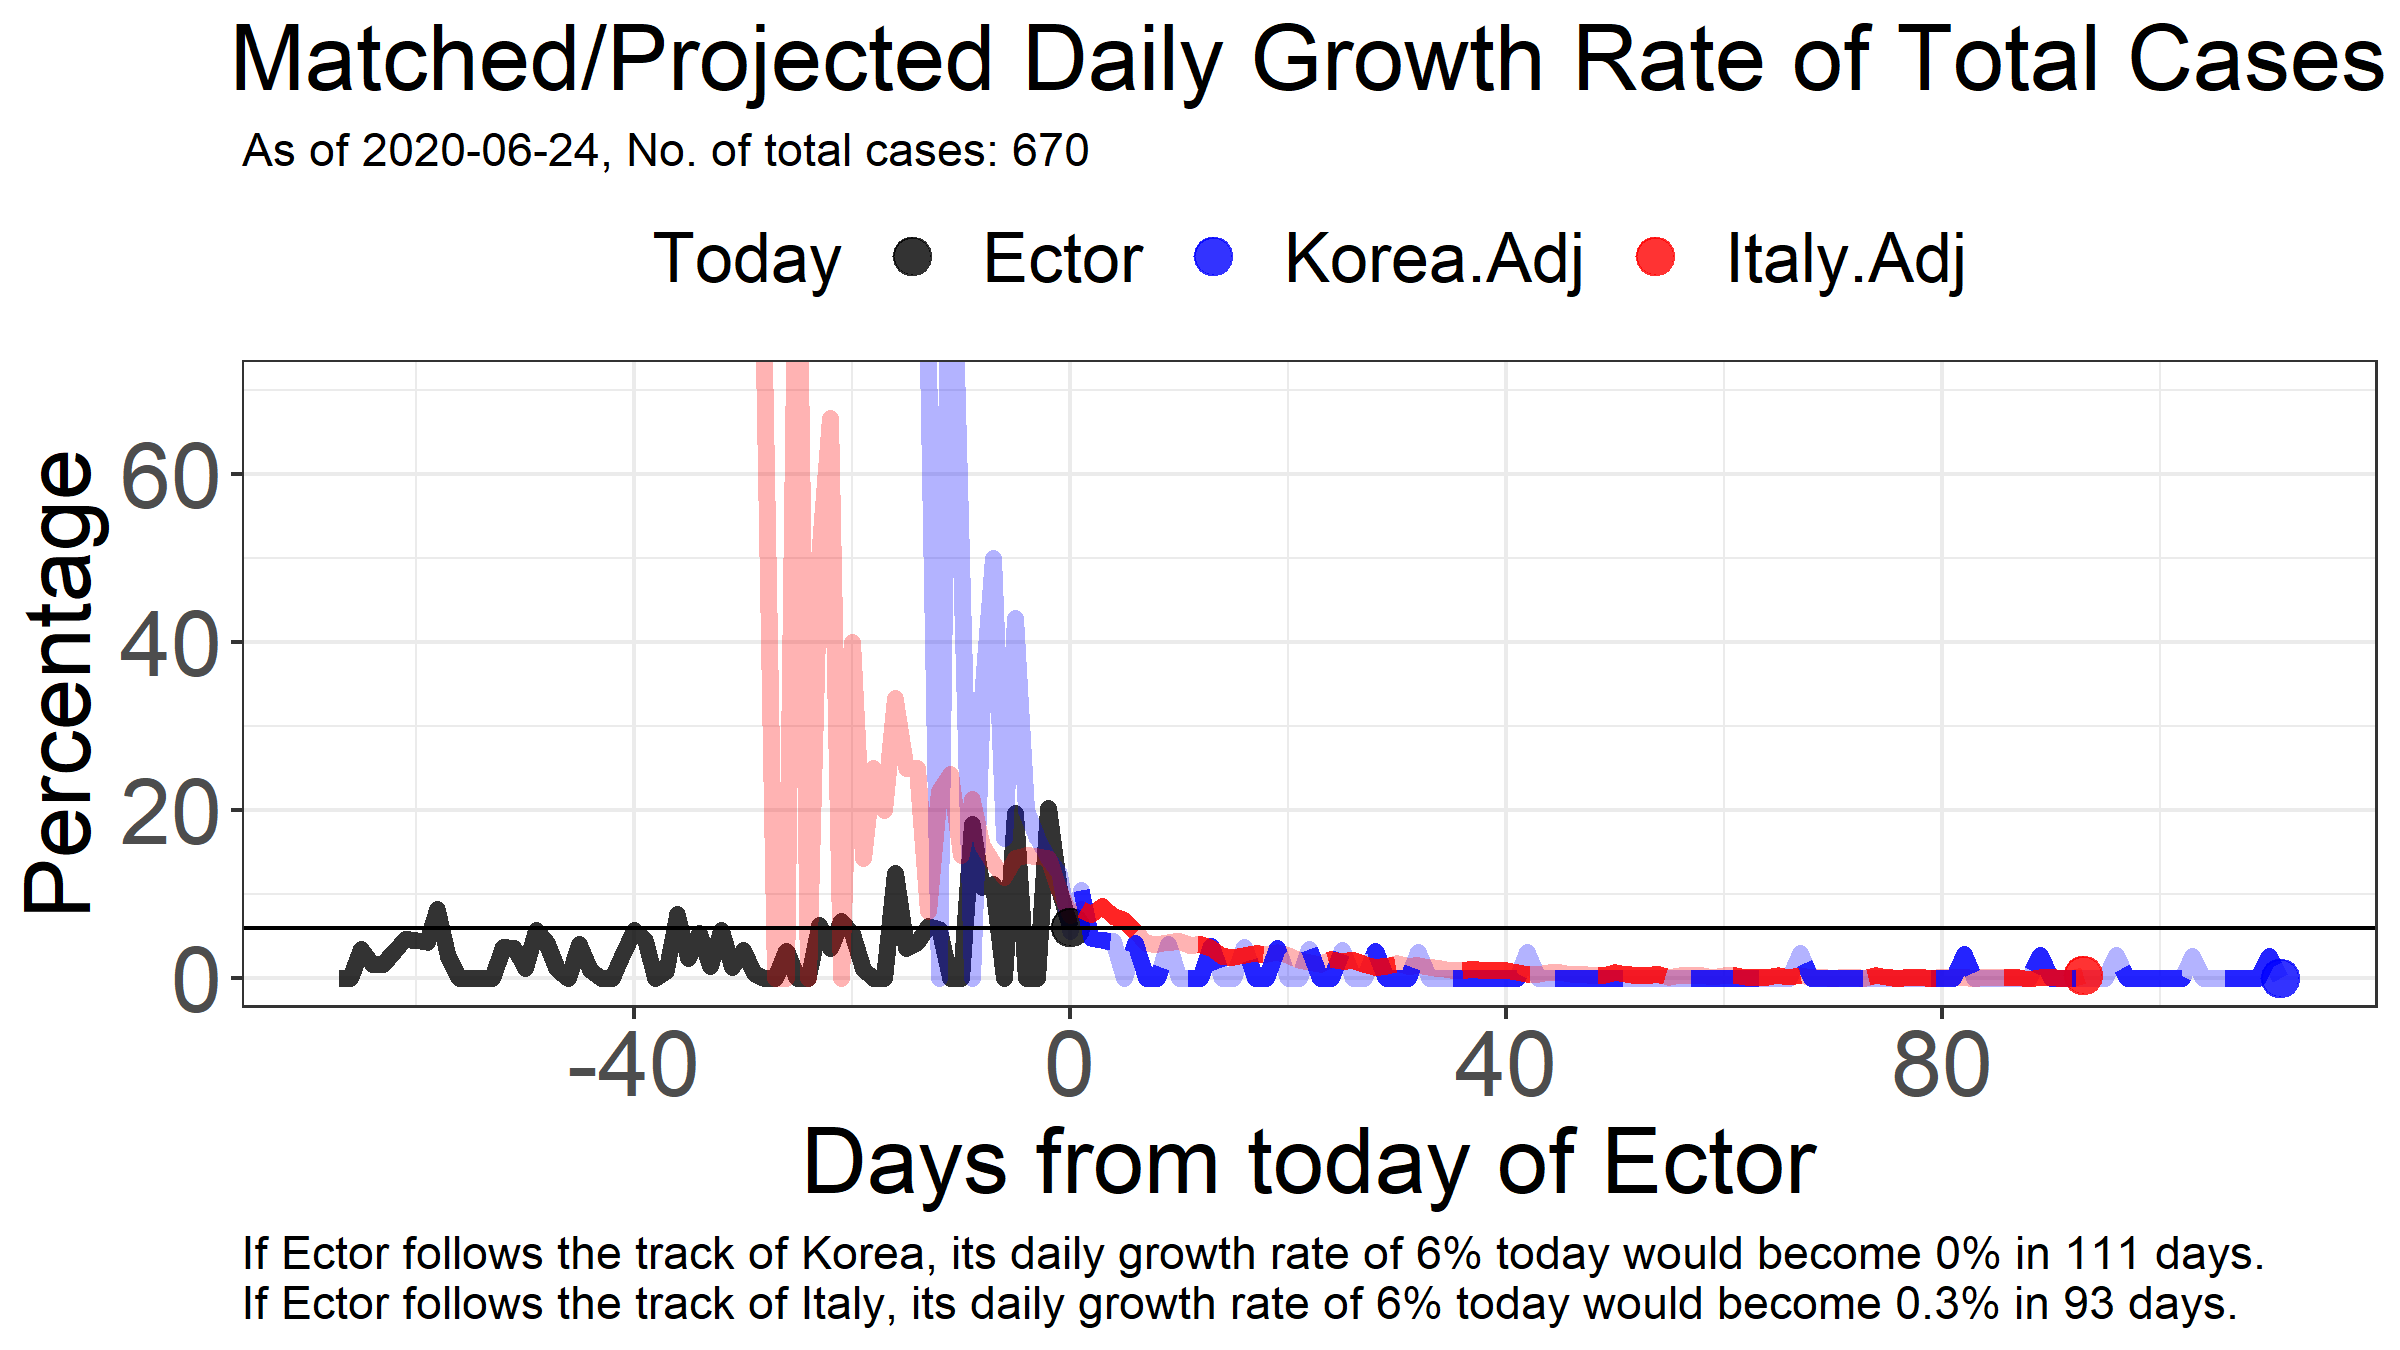 Matched/Projected Daily Growth Rate of Total Cases
As of 2020-06-24, No. of total cases: 670
Today Ector Korea.Adj Italy.Adj
Percentage
60
40
20
0
-40 0 40 80
Days from today of Ector
If Ector follows the track of Korea, its daily growth rate of 6% today would become 0% in 111 days.
If Ector follows the track of Italy, its daily growth rate of 6% today would become 0.3% in 93 days.